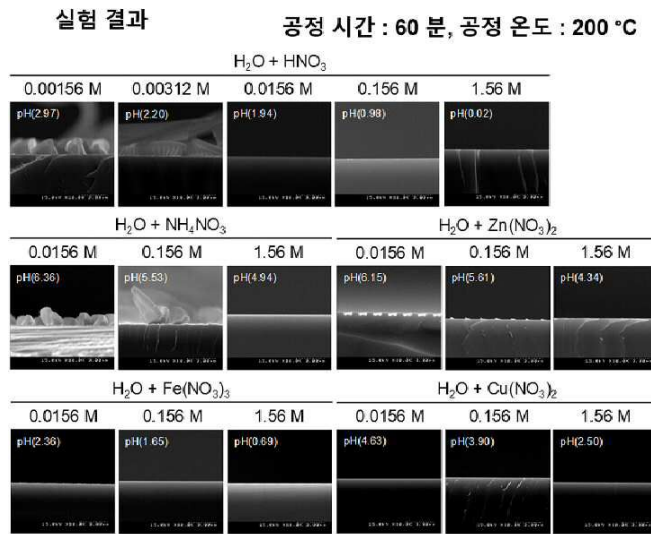 실험 결과
공정 시간 : 60 분, 공정 온도 : 200 °C
H₂O + HNO₃
0.00156 M 0.00312 M 0.0156 M 0.156 M 1.56 M
pH(2.97) pH(2.20) pH(1.94) pH(0.98) pH(0.02)
H₂O + NH₄NO₃ H₂O + Zn(NO₃)₂
0.0156 M 0.156 M 1.56 M 0.0156 M 0.156 M 1.56 M
pH(6.36) pH(5.53) pH(4.94) pH(6.15) pH(5.61) pH(4.34)
H₂O + Fe(NO₃)₃ H₂O + Cu(NO₃)₂
0.0156 M 0.156 M 1.56 M 0.0156 M 0.156 M 1.56 M
pH(2.36) pH(1.65) pH(0.69) pH(4.63) pH(3.90) pH(2.50)